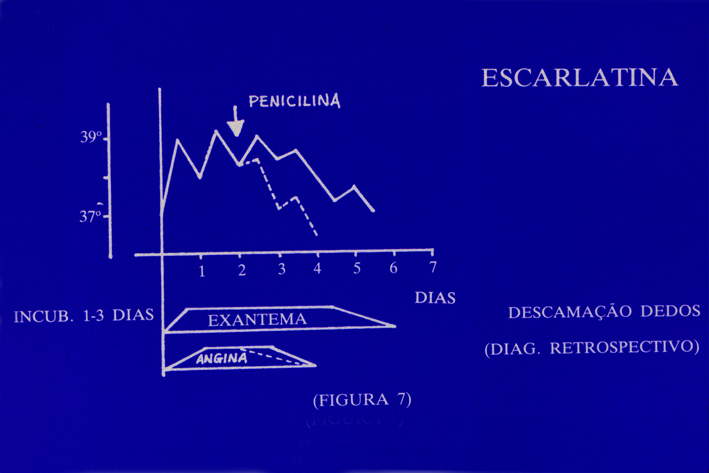 ESCARLATINA
PENICILINA
39º
37º
1 2 3 4 5 6 7
DIAS
INCUB. 1-3 DIAS
EXANTEMA
DESCAMAÇÃO DEDOS
ANGINA
(DIAG. RETROSPECTIVO)
(FIGURA 7)